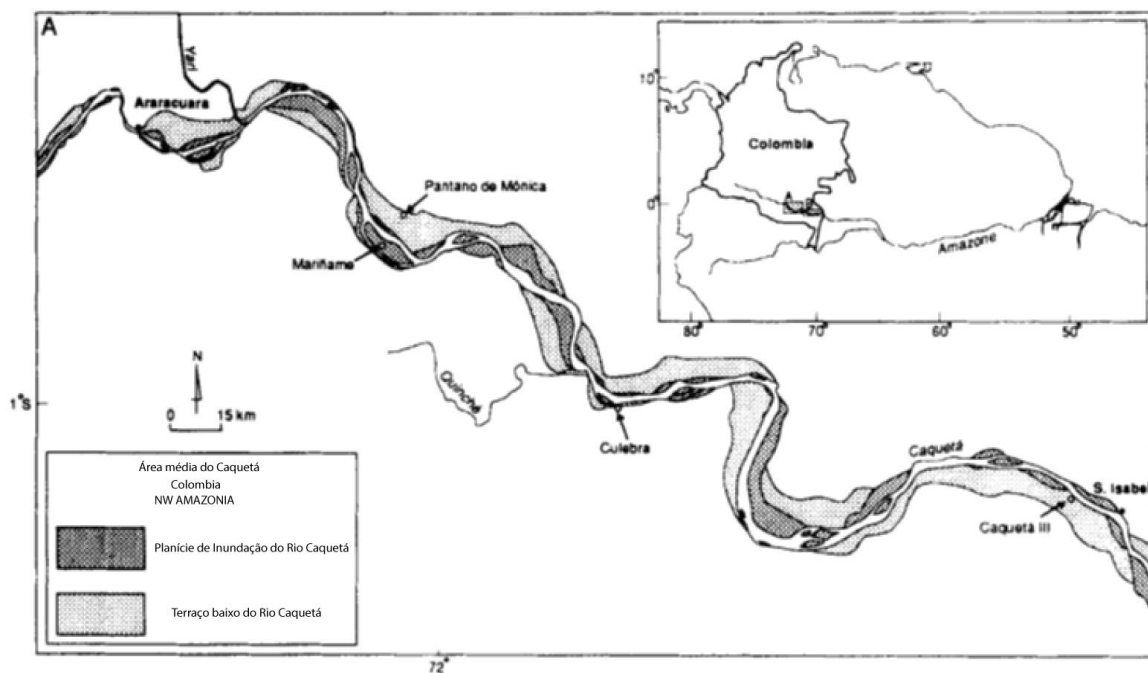 A
Yarí
Araracuara
Pantano de Mónica
Mariñame
N
0 15 km
1°S
Quinché
Culebra
Caquetá
S. Isabel
Caquetá III
72°
10°
0°
Colombia
A
Amazone
80° 70° 60° 50°
Área média do Caquetá
Colombia
NW AMAZONIA
Planície de Inundação do Rio Caquetá
Terraço baixo do Rio Caquetá